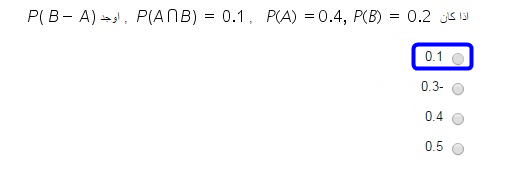 اذا كان P(A) = 0.4, P(B) = 0.2 , P(A∩B) = 0.1 , اوجد P( B − A)
0.1
0.3-
0.4
0.5